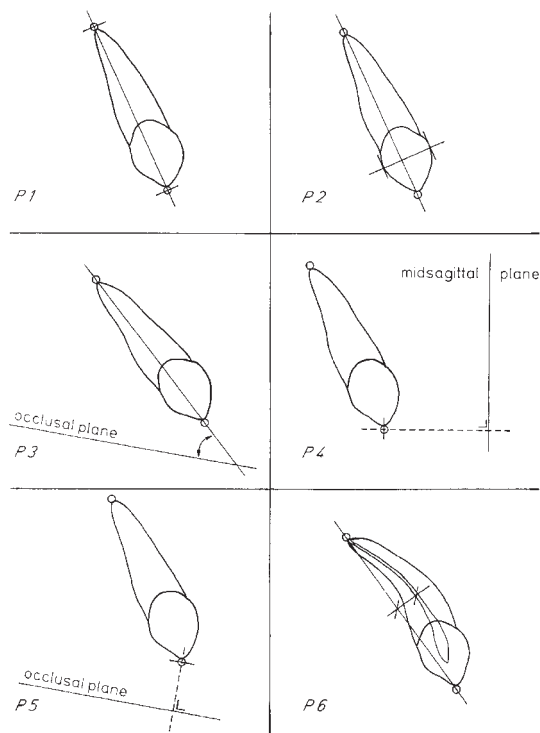 P1
P2
midsagittal plane
occlusal plane
P3
P4
occlusal plane
P5
P6